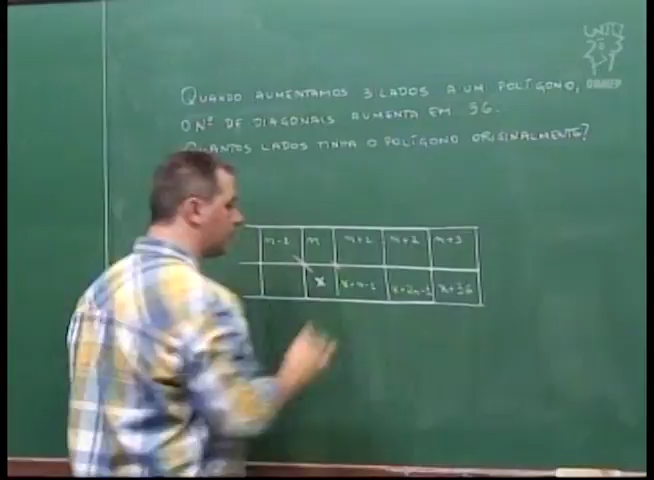 QUANDO AUMENTAMOS 3 LADOS A UM POLÍGONO,
O Nº DE DIAGONAIS AUMENTA EM 36.
QUANTOS LADOS TINHA O POLÍGONO ORIGINALMENTE?
n-1 n n+1 n+2 n+3
x x+n-1 x+2n-1 x+36
OBMEP